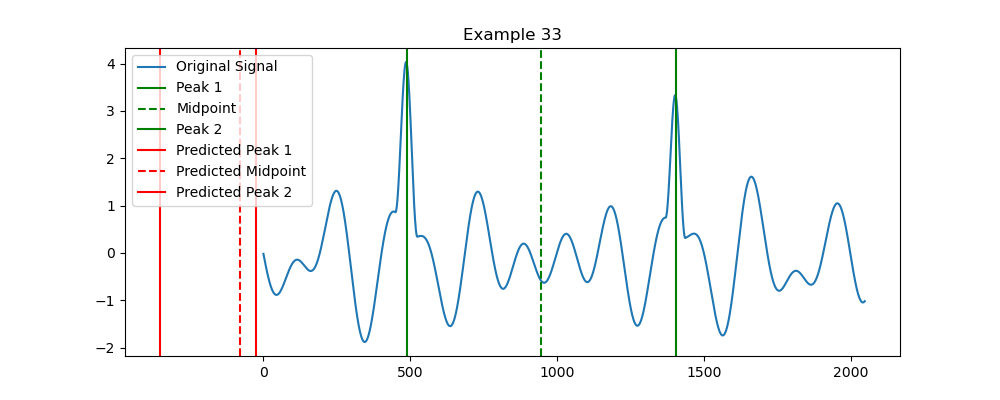 Example 33
Original Signal
Peak 1
Midpoint
Peak 2
Predicted Peak 1
Predicted Midpoint
Predicted Peak 2
4
3
2
1
0
−1
−2
0 500 1000 1500 2000